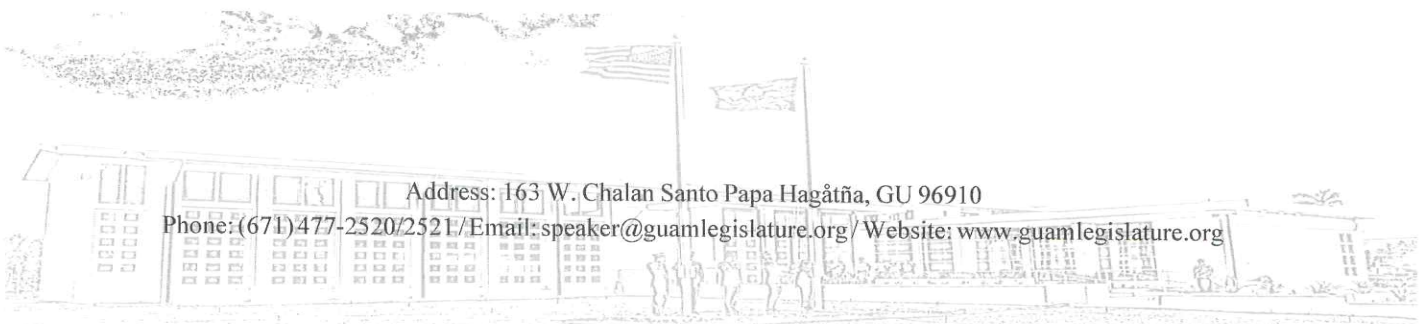 Address: 163 W. Chalan Santo Papa Hagåtña, GU 96910
Phone: (671)477-2520/2521/Email: speaker@guamlegislature.org/ Website: www.guamlegislature.org